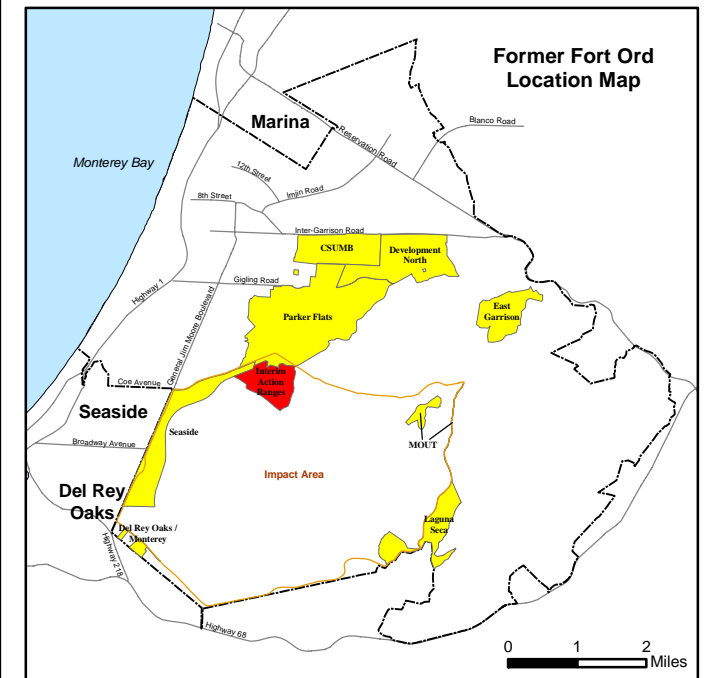 Former Fort Ord
Location Map
Marina
Blanco Road
Reservation Road
Monterey Bay
12th Street
Imjin Road
8th Street
Inter-Garrison Road
CSUMB
Development
North
Gigling Road
Highway 1
General Jim Moore Boulevard
East
Garrison
Parker Flats
Interim
Action
Ranges
Coe Avenue
Seaside
Seaside
Broadway Avenue
MOUT
Impact Area
Del Rey
Oaks
Laguna
Seca
Del Rey Oaks /
Monterey
Highway 218
Highway 68
0 1 2
Miles